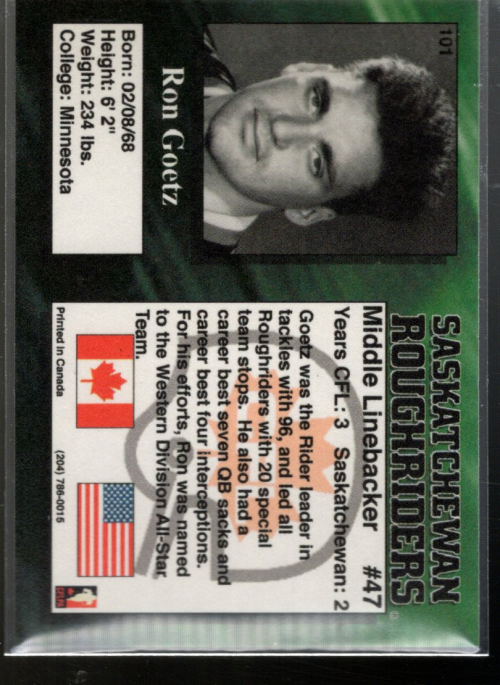 101
Ron Goetz
Born: 02/08/68
Height: 6' 2"
Weight: 234 lbs.
College: Minnesota
SASKATCHEWAN
ROUGHRIDERS
Middle Linebacker #47
Years CFL: 3 Saskatchewan: 2
Goetz was the Rider leader in
tackles with 96, and led all
Roughriders with 20 special
team stops. He also had a
career best seven QB sacks and
career best four interceptions.
For his efforts, Ron was named
to the Western Division All-Star
Team.
Printed in Canada (204) 786-0015
CFLPA